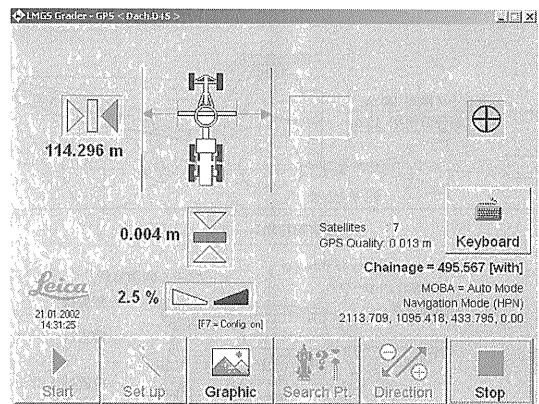 LMGS Grader - GPS < Dach.D45 >
114.296 m
0.004 m
Satellites : 7
GPS Quality: 0.013 m
Keyboard
Chainage = 495.567 [with]
Leica
2.5 %
MOBA = Auto Mode
Navigation Mode (HPN)
21.01.2002
14:31:25
[F7 = Config. on]
2113.709, 1095.418, 433.795, 0.00
Start
Set up
Graphic
Search Pt.
Direction
Stop